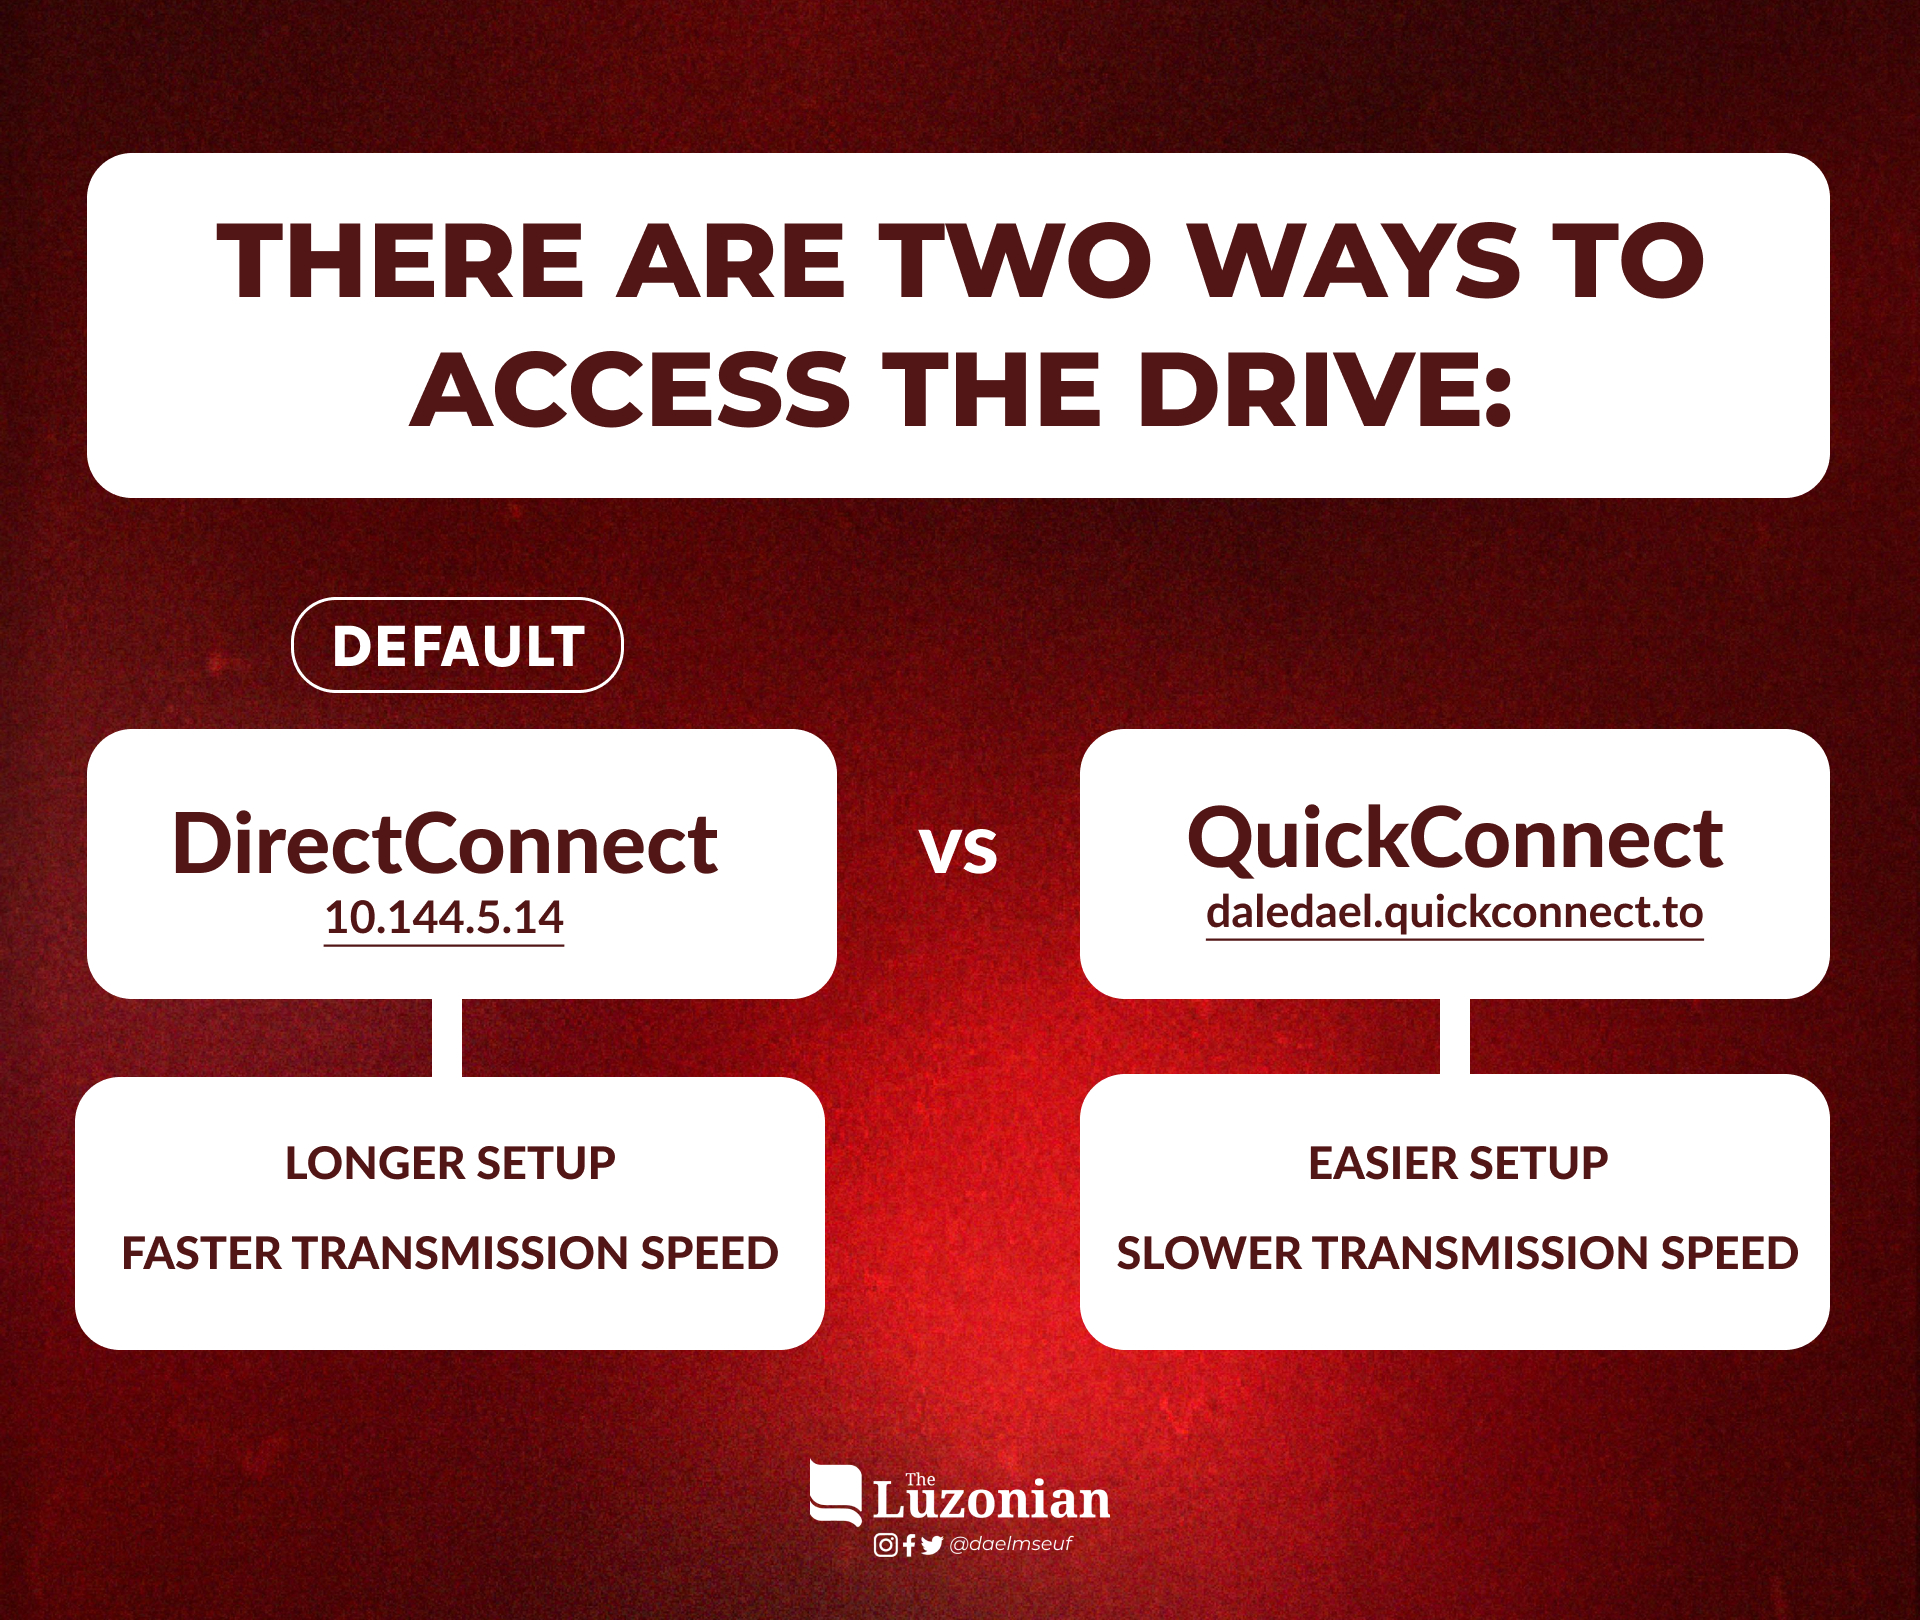 THERE ARE TWO WAYS TO
ACCESS THE DRIVE:
DEFAULT
DirectConnect
10.144.5.14
LONGER SETUP
FASTER TRANSMISSION SPEED
VS
QuickConnect
daledael.quickconnect.to
EASIER SETUP
SLOWER TRANSMISSION SPEED
The
Luzonian
@daelmseuf